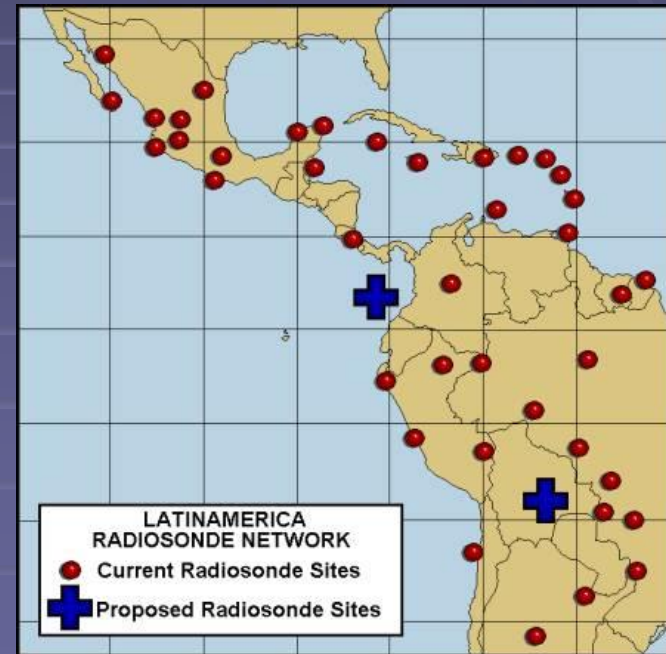 LATINAMERICA
RADIOSONDE NETWORK
Current Radiosonde Sites
Proposed Radiosonde Sites